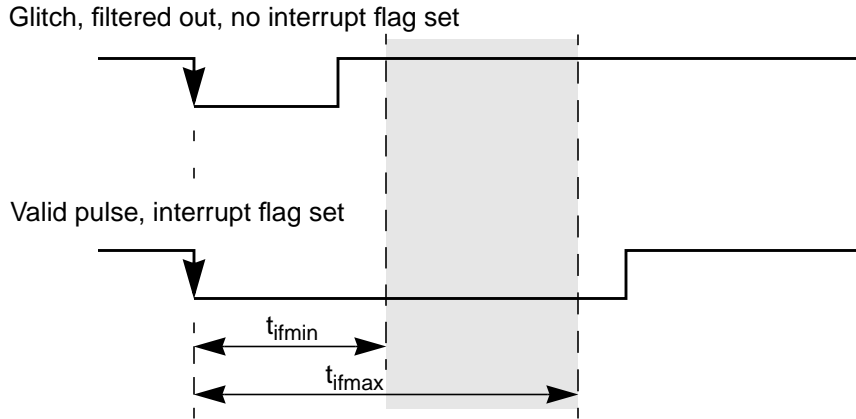 Glitch, filtered out, no interrupt flag set
Valid pulse, interrupt flag set
tifmin
tifmax